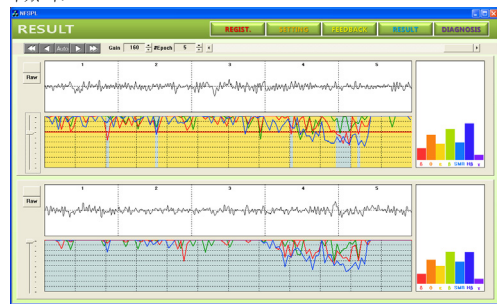 NFSPL
RESULT
REGIST.
SETTING
FEEDBACK
RESULT
DIAGNOSIS
Auto
Gain 160
#Epoch 5
1 2 3 4 5
Raw
SMR
1 2 3 4 5
Raw
SMR